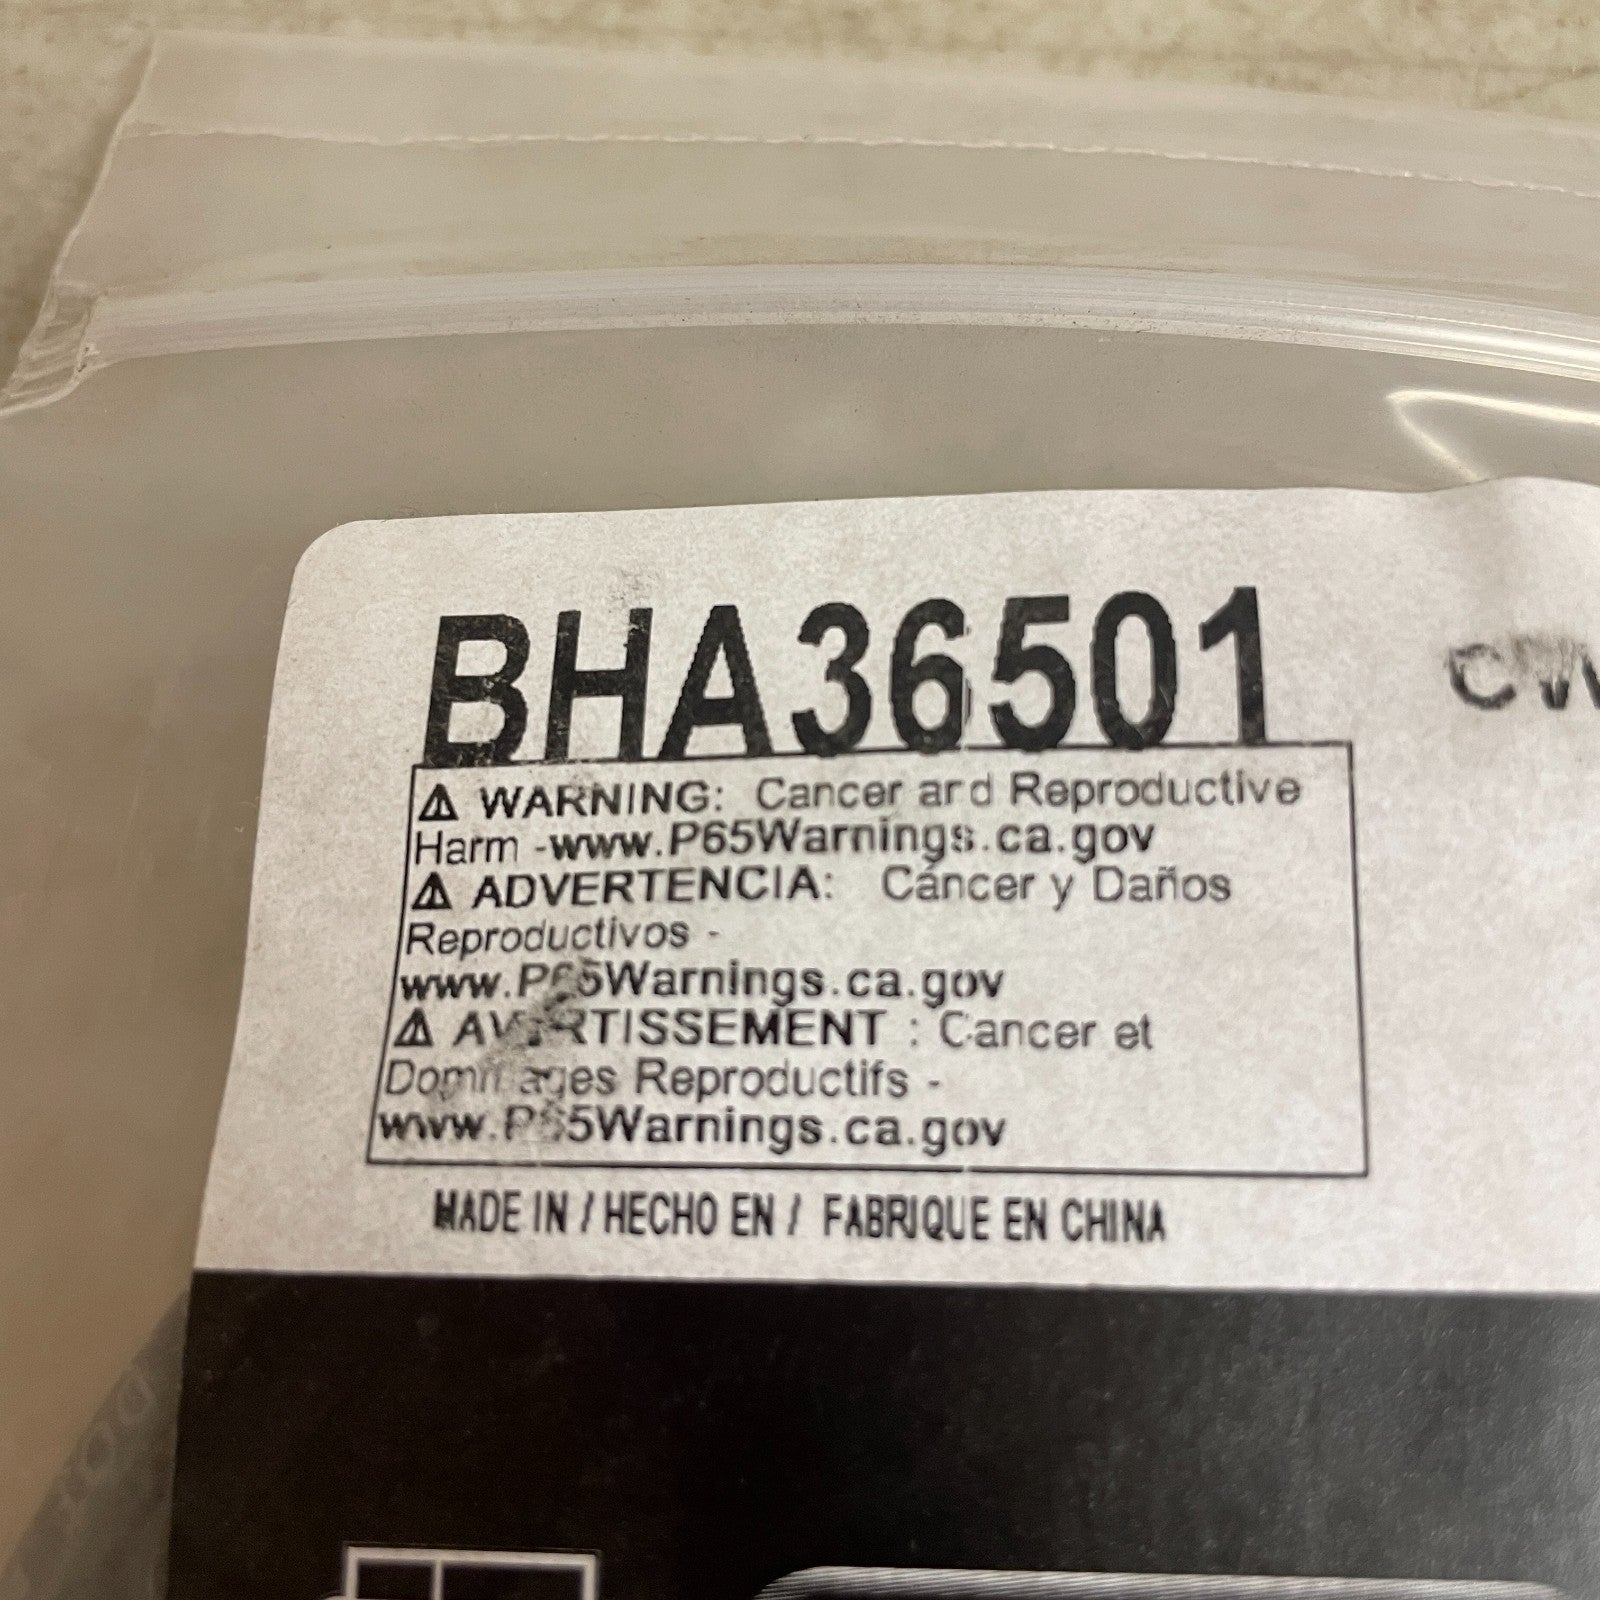 BHA36501
⚠ WARNING: Cancer and Reproductive
Harm -www.P65Warnings.ca.gov
⚠ ADVERTENCIA: Cáncer y Daños
Reproductivos -
www.P65Warnings.ca.gov
⚠ AVERTISSEMENT : Cancer et
Dommages Reproductifs -
www.P65Warnings.ca.gov
MADE IN / HECHO EN / FABRIQUE EN CHINA